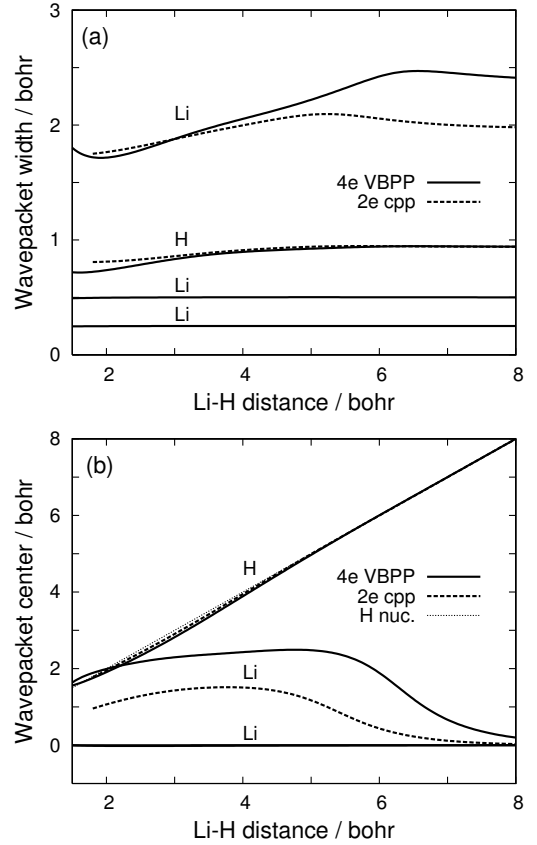 (a)
3
2
1
0
Wavepacket width / bohr
Li
4e VBPP
2e cpp
H
Li
Li
2 4 6 8
Li-H distance / bohr
(b)
8
6
4
2
0
Wavepacket center / bohr
H
4e VBPP
2e cpp
H nuc.
Li
Li
2 4 6 8
Li-H distance / bohr